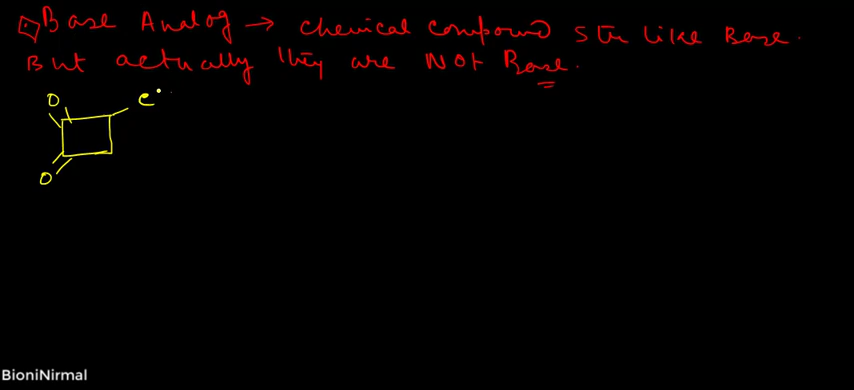 Base Analog → chemical compound Str like Base.
But actually they are NOT Base.
O
e
O
BioniNirmal